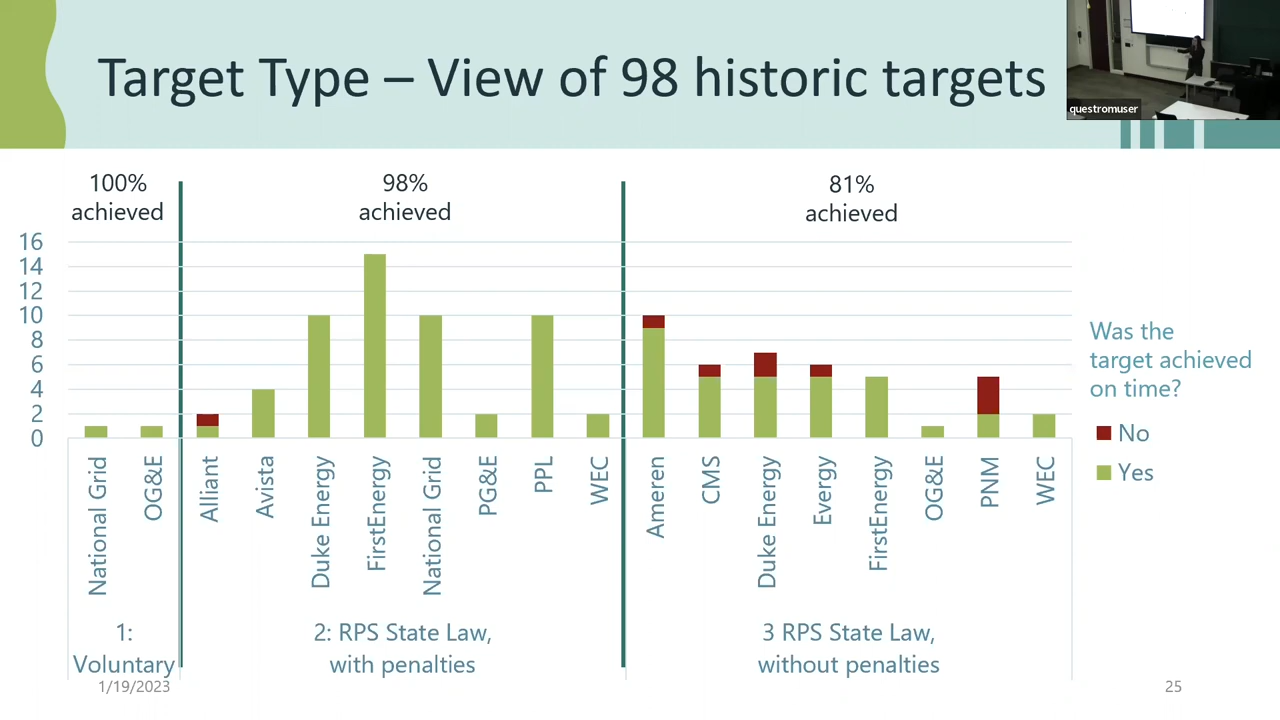 Target Type – View of 98 historic targets
questromuser
100%
achieved
98%
achieved
81%
achieved
16
14
12
10
8
6
4
2
0
National Grid
OG&E
Alliant
Avista
Duke Energy
FirstEnergy
National Grid
PG&E
PPL
WEC
Ameren
CMS
Duke Energy
Evergy
FirstEnergy
OG&E
PNM
WEC
1:
Voluntary
2: RPS State Law,
with penalties
3 RPS State Law,
without penalties
Was the
target achieved
on time?
No
Yes
1/19/2023
25